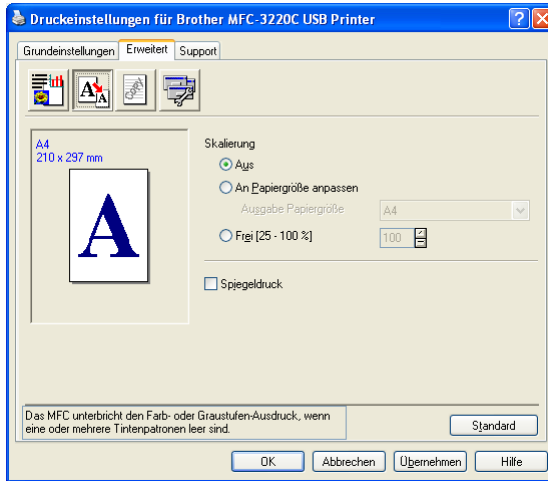 Druckeinstellungen für Brother MFC-3220C USB Printer
Grundeinstellungen Erweitert Support
A A
COPY
A4
210 x 297 mm
A
Skalierung
Aus
An Papiergröße anpassen
Ausgabe Papiergröße A4
Frei [25 - 100 %] 100
Spiegeldruck
Das MFC unterbricht den Farb- oder Graustufen-Ausdruck, wenn
eine oder mehrere Tintenpatronen leer sind.
Standard
OK Abbrechen Übernehmen Hilfe